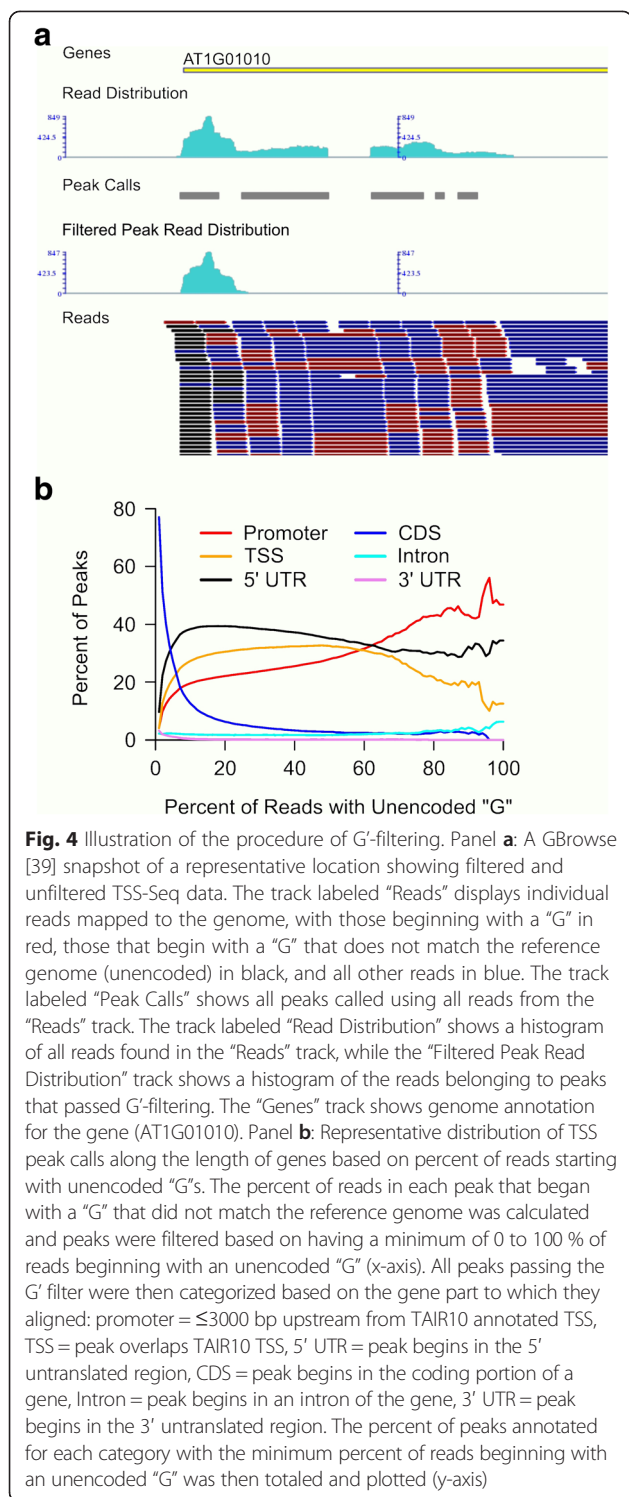 a
Genes
AT1G01010
Read Distribution
849
424.5
0
849
424.5
0
Peak Calls
Filtered Peak Read Distribution
847
423.5
0
847
423.5
0
Reads
b
Percent of Peaks
80
60
40
20
0
Promoter
TSS
5' UTR
CDS
Intron
3' UTR
0 20 40 60 80 100
Percent of Reads with Unencoded "G"
Fig. 4 Illustration of the procedure of G’-filtering. Panel a: A GBrowse
[39] snapshot of a representative location showing filtered and
unfiltered TSS-Seq data. The track labeled “Reads” displays individual
reads mapped to the genome, with those beginning with a “G” in
red, those that begin with a “G” that does not match the reference
genome (unencoded) in black, and all other reads in blue. The track
labeled “Peak Calls” shows all peaks called using all reads from the
“Reads” track. The track labeled “Read Distribution” shows a histogram
of all reads found in the “Reads” track, while the “Filtered Peak Read
Distribution” track shows a histogram of the reads belonging to peaks
that passed G’-filtering. The “Genes” track shows genome annotation
for the gene (AT1G01010). Panel b: Representative distribution of TSS
peak calls along the length of genes based on percent of reads starting
with unencoded “G”s. The percent of reads in each peak that began
with a “G” that did not match the reference genome was calculated
and peaks were filtered based on having a minimum of 0 to 100 % of
reads beginning with an unencoded “G” (x-axis). All peaks passing the
G’ filter were then categorized based on the gene part to which they
aligned: promoter = ≤3000 bp upstream from TAIR10 annotated TSS,
TSS = peak overlaps TAIR10 TSS, 5′ UTR = peak begins in the 5′
untranslated region, CDS = peak begins in the coding portion of a
gene, Intron = peak begins in an intron of the gene, 3′ UTR = peak
begins in the 3′ untranslated region. The percent of peaks annotated
for each category with the minimum percent of reads beginning with
an unencoded “G” was then totaled and plotted (y-axis)